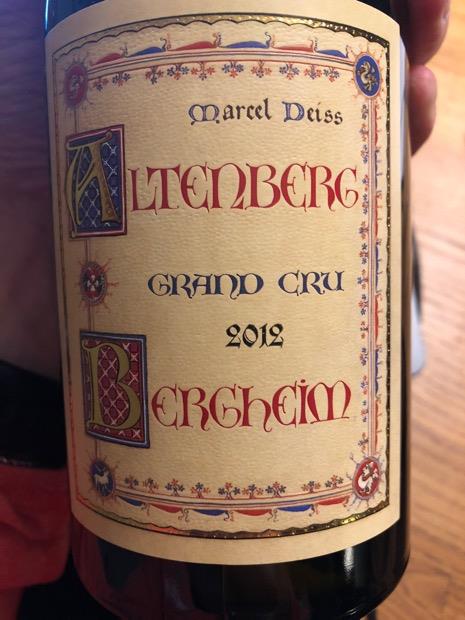 Marcel Deiss
ALTENBERG
GRAND CRU
2012
BERGHEIM